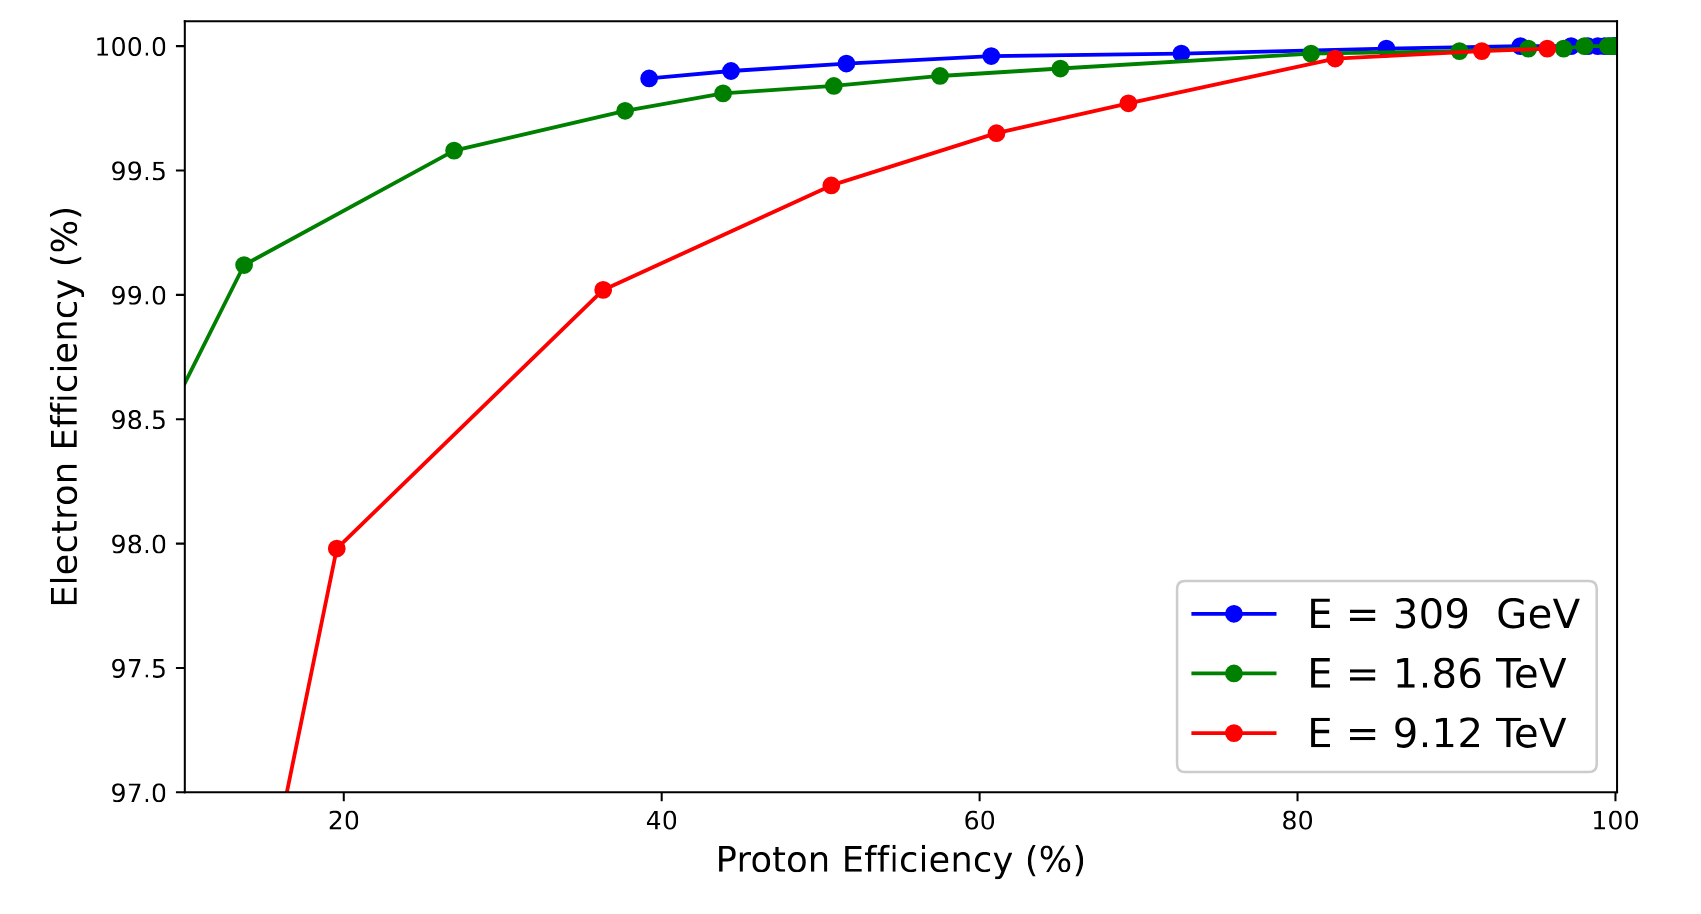 100.0
99.5
99.0
98.5
98.0
97.5
97.0
Electron Efficiency (%)
20 40 60 80 100
Proton Efficiency (%)
E = 309 GeV
E = 1.86 TeV
E = 9.12 TeV